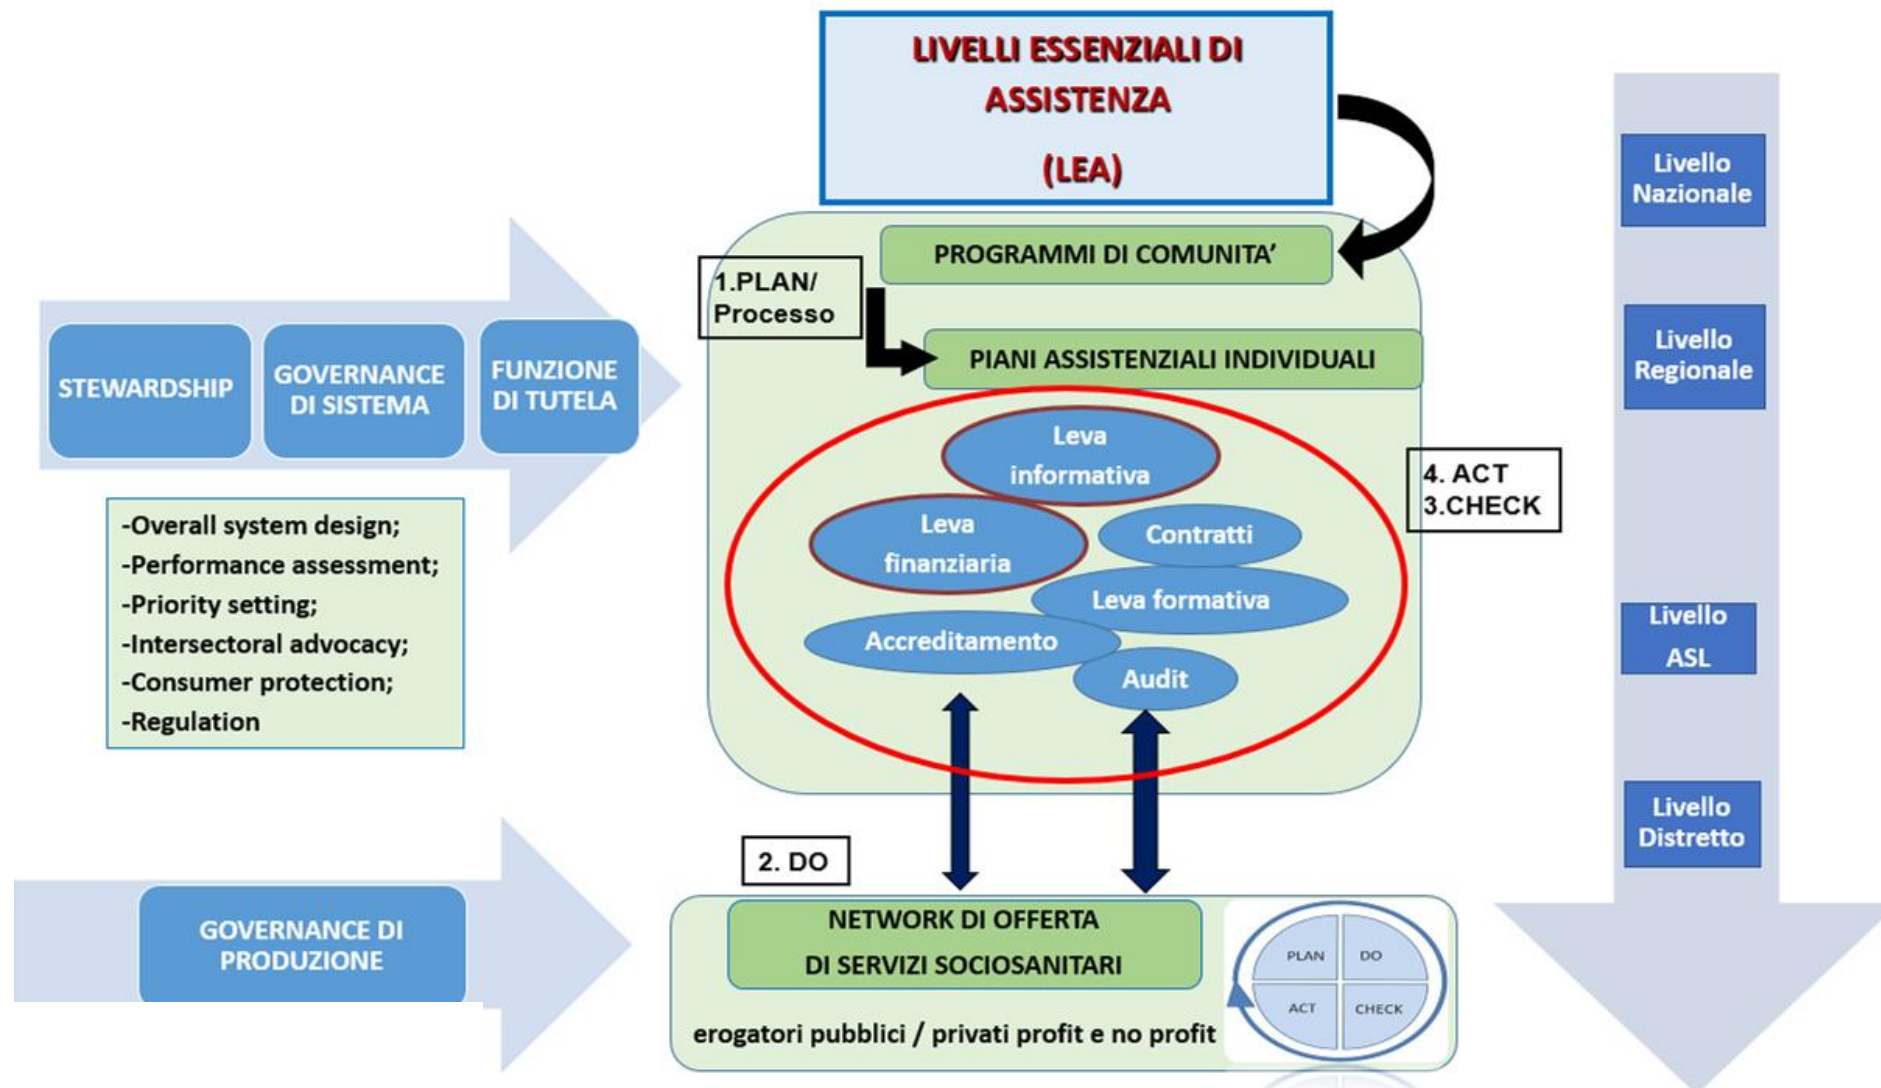 LIVELLI ESSENZIALI DI
ASSISTENZA
(LEA)
PROGRAMMI DI COMUNITA’
1.PLAN/
Processo
PIANI ASSISTENZIALI INDIVIDUALI
STEWARDSHIP
GOVERNANCE
DI SISTEMA
FUNZIONE
DI TUTELA
-Overall system design;
-Performance assessment;
-Priority setting;
-Intersectoral advocacy;
-Consumer protection;
-Regulation
Leva
informativa
Leva
finanziaria
Contratti
Leva formativa
Accreditamento
Audit
4. ACT
3.CHECK
2. DO
GOVERNANCE DI
PRODUZIONE
NETWORK DI OFFERTA
DI SERVIZI SOCIOSANITARI
erogatori pubblici / privati profit e no profit
PLAN
DO
ACT
CHECK
Livello
Nazionale
Livello
Regionale
Livello
ASL
Livello
Distretto